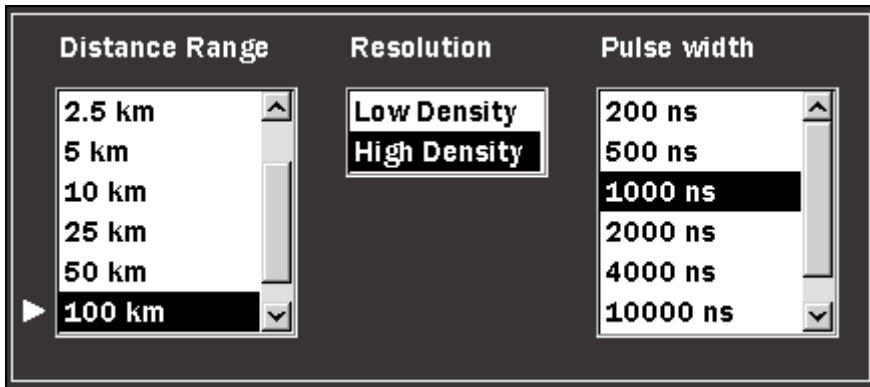 Distance Range
2.5 km
5 km
10 km
25 km
50 km
100 km
Resolution
Low Density
High Density
Pulse width
200 ns
500 ns
1000 ns
2000 ns
4000 ns
10000 ns